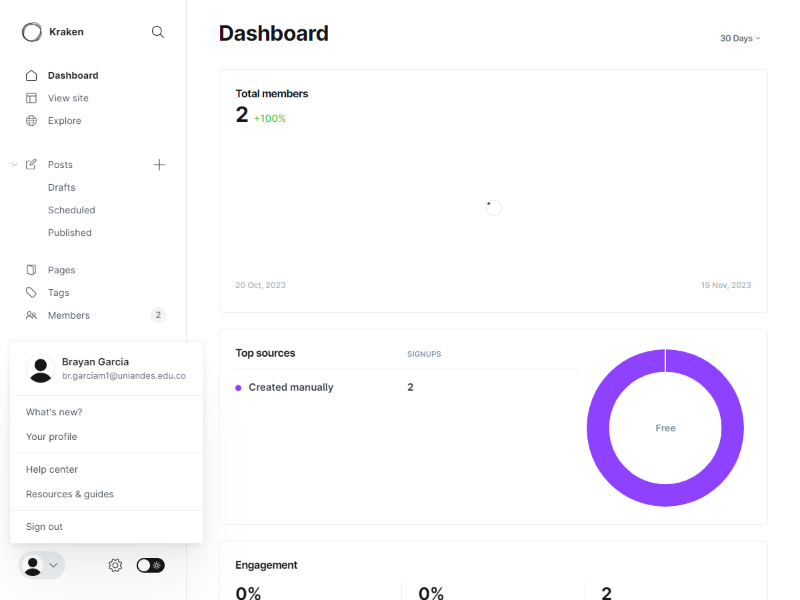 Kraken
Dashboard
View site
Explore
Posts
Drafts
Scheduled
Published
Pages
Tags
Members 2
Brayan Garcia
br.garciam1@uniandes.edu.co
What's new?
Your profile
Help center
Resources & guides
Sign out
Dashboard
30 Days
Total members
2 +100%
20 Oct, 2023 19 Nov, 2023
Top sources SIGNUPS
Created manually 2
Free
Engagement
0% 0% 2